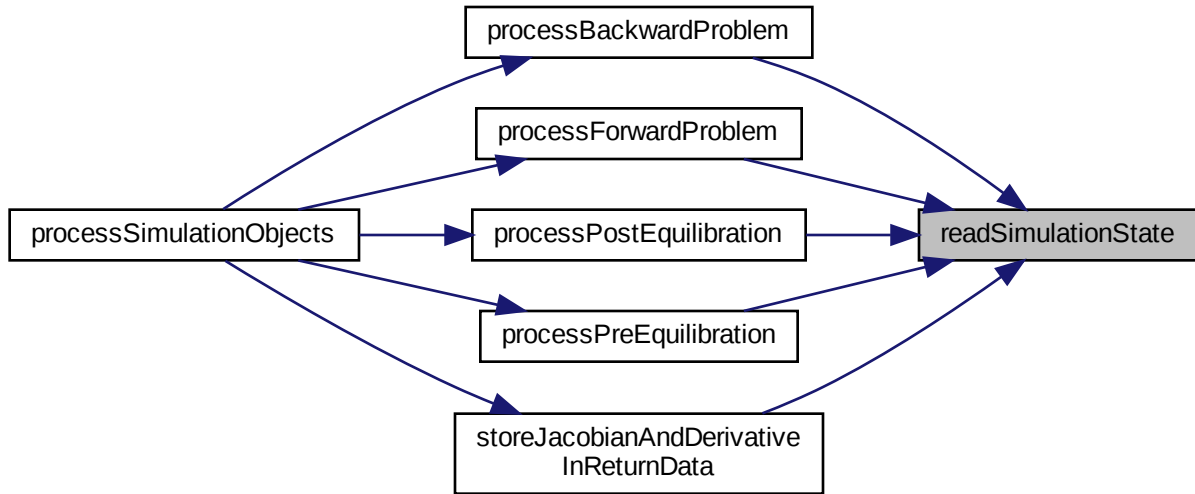 processBackwardProblem
processForwardProblem
processSimulationObjects
processPostEquilibration
readSimulationState
processPreEquilibration
storeJacobianAndDerivative
InReturnData